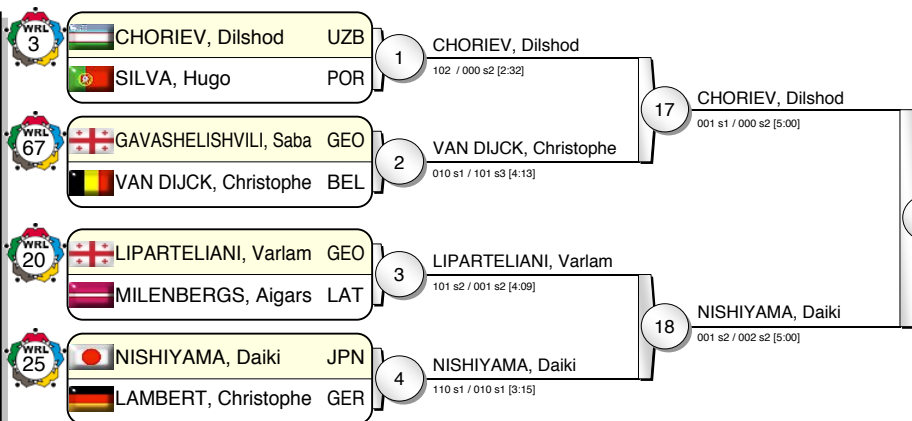 WRL
3
CHORIEV, Dilshod UZB
SILVA, Hugo POR
1
CHORIEV, Dilshod
102 / 000 s2 [2:32]
WRL
67
GAVASHELISHVILI, Saba GEO
VAN DIJCK, Christophe BEL
2
VAN DIJCK, Christophe
010 s1 / 101 s3 [4:13]
17
CHORIEV, Dilshod
001 s1 / 000 s2 [5:00]
WRL
20
LIPARTELIANI, Varlam GEO
MILENBERGS, Aigars LAT
3
LIPARTELIANI, Varlam
101 s2 / 001 s2 [4:09]
WRL
25
NISHIYAMA, Daiki JPN
LAMBERT, Christophe GER
4
NISHIYAMA, Daiki
110 s1 / 010 s1 [3:15]
18
NISHIYAMA, Daiki
001 s2 / 002 s2 [5:00]